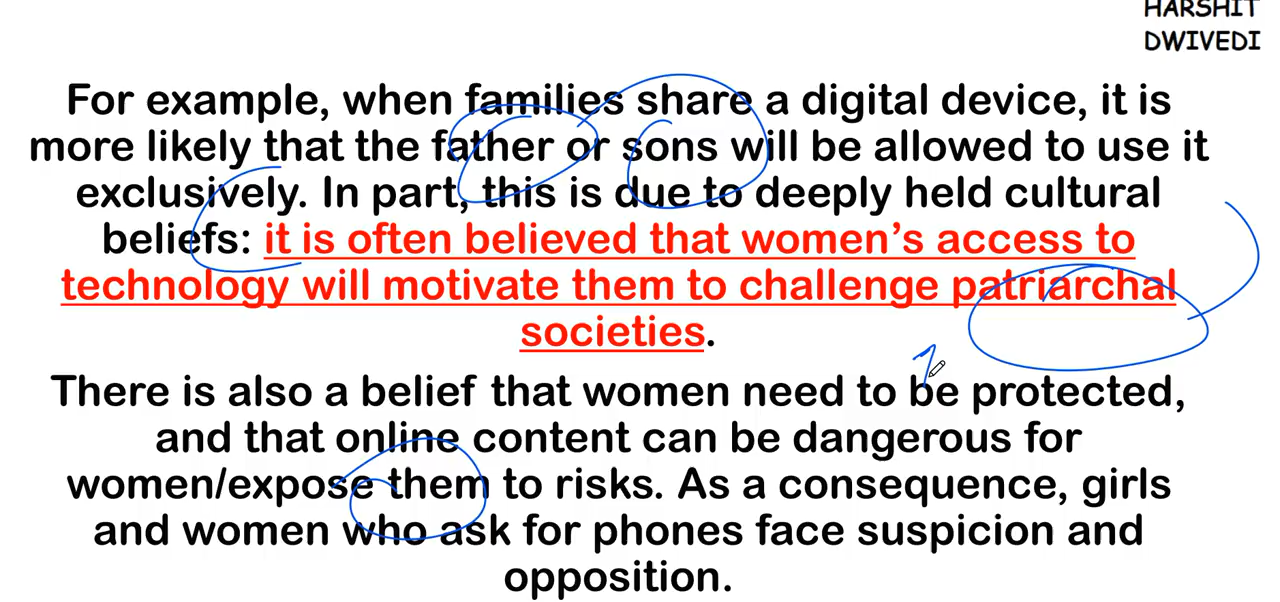 HARSHIT
DWIVEDI
For example, when families share a digital device, it is
more likely that the father or sons will be allowed to use it
exclusively. In part, this is due to deeply held cultural
beliefs: it is often believed that women’s access to
technology will motivate them to challenge patriarchal
societies.
There is also a belief that women need to be protected,
and that online content can be dangerous for
women/expose them to risks. As a consequence, girls
and women who ask for phones face suspicion and
opposition.